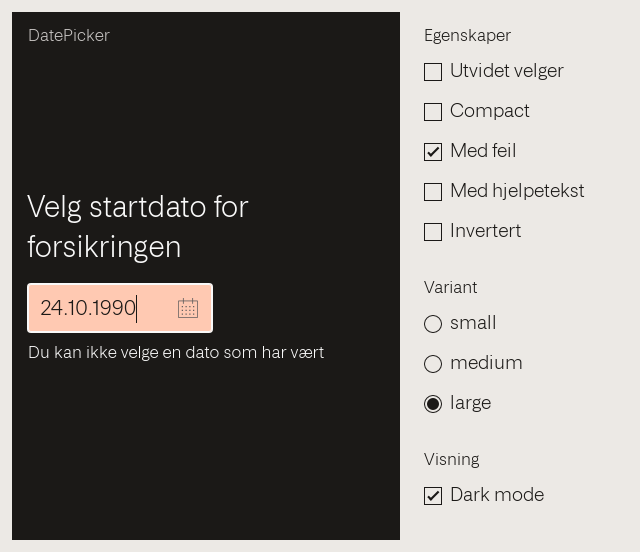 DatePicker
Velg startdato for
forsikringen
24.10.1990
Du kan ikke velge en dato som har vært
Egenskaper
Utvidet velger
Compact
Med feil
Med hjelpetekst
Invertert
Variant
small
medium
large
Visning
Dark mode